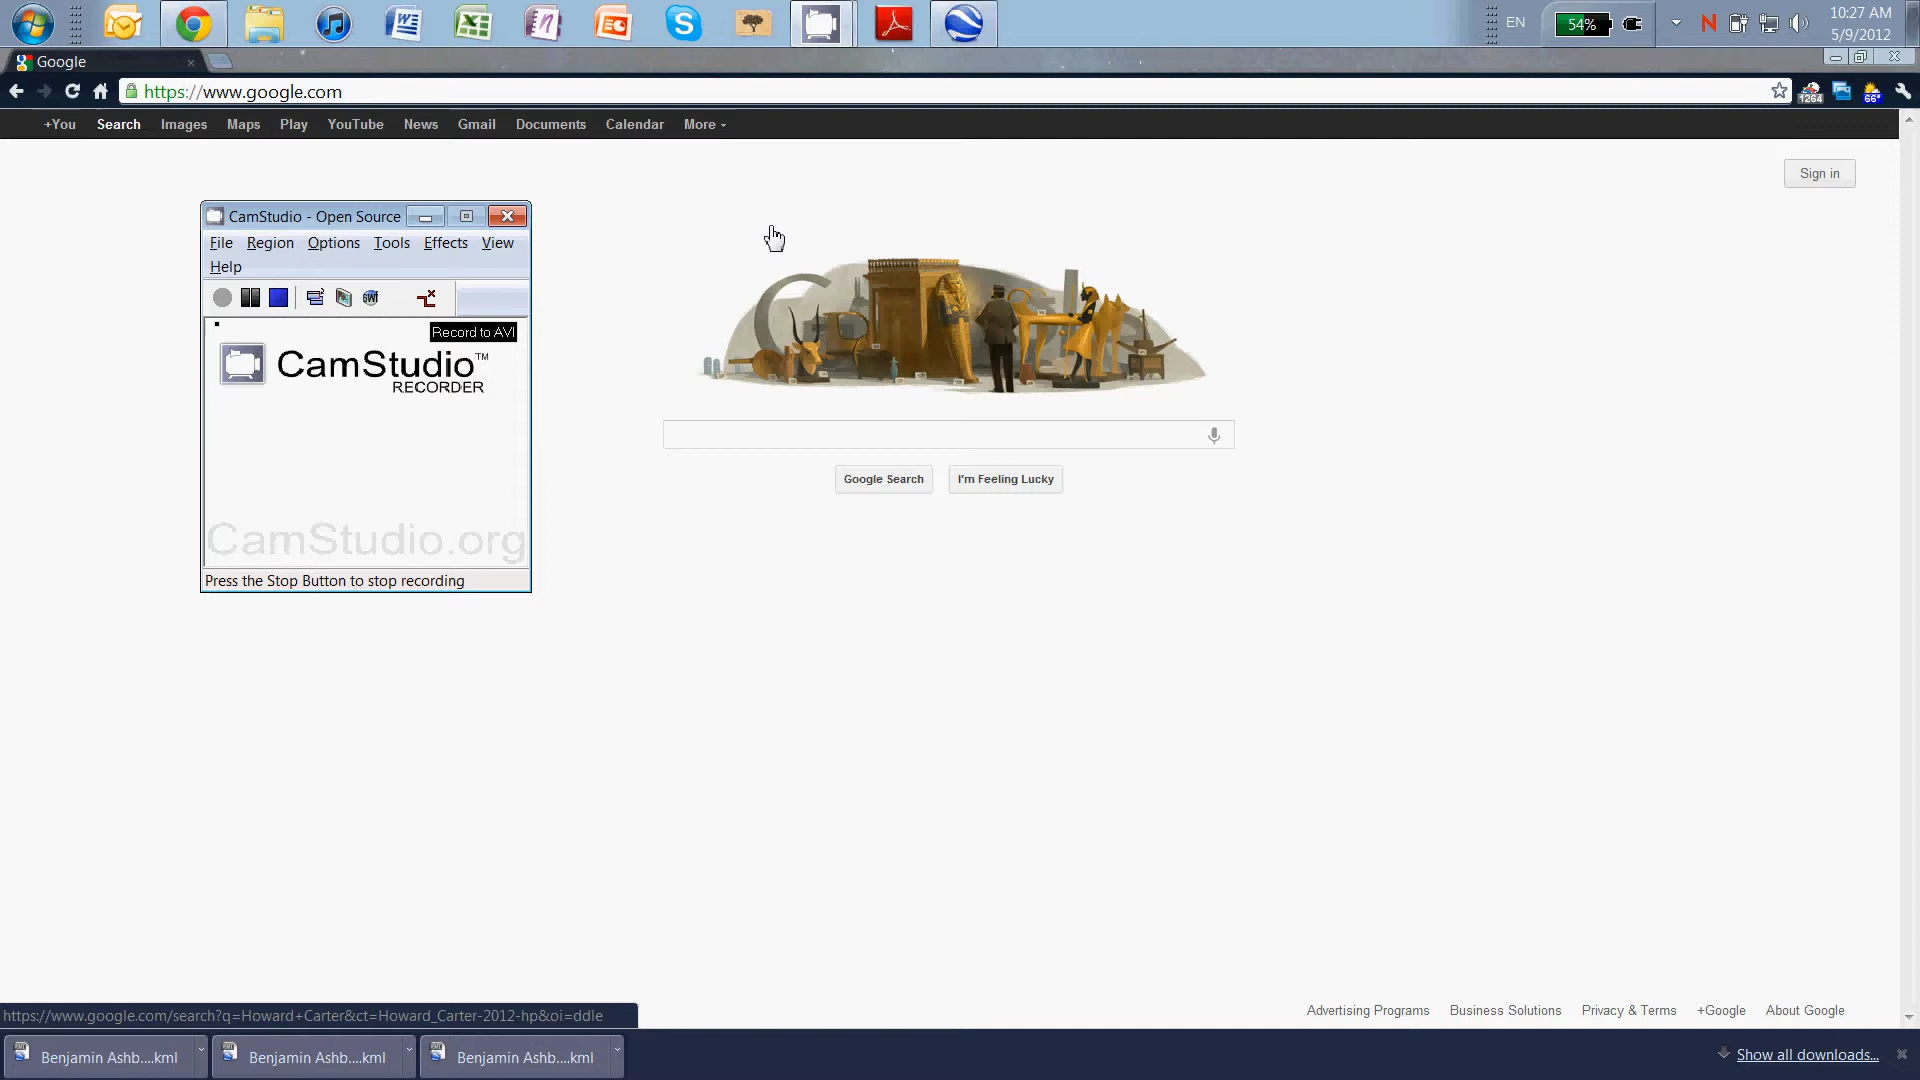 EN
54%
10:27 AM
5/9/2012
Google
https://www.google.com
1264
66°
+You Search Images Maps Play YouTube News Gmail Documents Calendar More
Sign in
CamStudio - Open Source
File Region Options Tools Effects View
Help
Record to AVI
CamStudio™
RECORDER
CamStudio.org
Press the Stop Button to stop recording
Google Search
I'm Feeling Lucky
Advertising Programs Business Solutions Privacy & Terms +Google About Google
https://www.google.com/search?q=Howard+Carter&ct=Howard_Carter-2012-hp&oi=ddle
Benjamin Ashb....kml
Benjamin Ashb....kml
Benjamin Ashb....kml
Show all downloads...